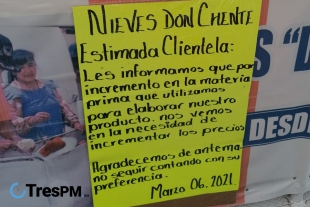 NIEVES DON CHENTE
Estimada Clientela:
Les informamos que por
incremento en la materia
prima que utilizamos
para elaborar nuestro
producto. nos vemos
en la necesidad de
incrementar los precios
Agradecemos de antema
no seguir contando con su
preferencia.
Marzo 06. 2021.
"D
DESDE
TresPM